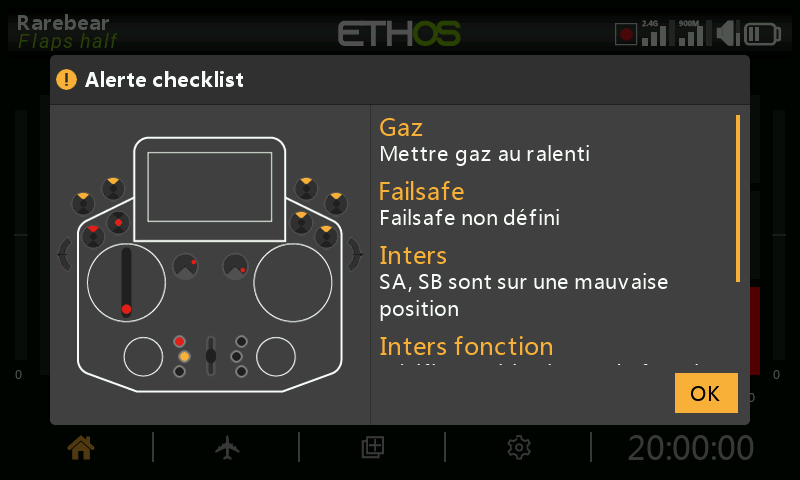 Rarebear
Flaps half
ETHOS
2.4G
900M
Alerte checklist
Gaz
Mettre gaz au ralenti
Failsafe
Failsafe non défini
Inters
SA, SB sont sur une mauvaise
position
Inters fonction
OK
0
0
20:00:00